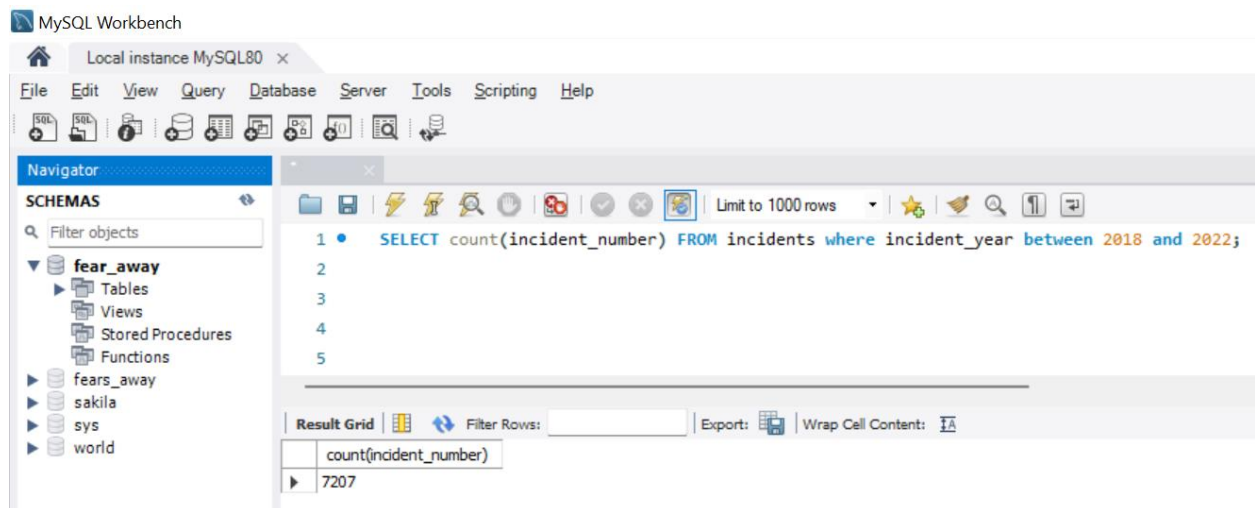 MySQL Workbench
Local instance MySQL80 ×
File Edit View Query Database Server Tools Scripting Help
Navigator
SCHEMAS
Filter objects
fear_away
Tables
Views
Stored Procedures
Functions
fears_away
sakila
sys
world
Limit to 1000 rows
1 SELECT count(incident_number) FROM incidents where incident_year between 2018 and 2022;
2
3
4
5
Result Grid Filter Rows: Export: Wrap Cell Content: IA
count(incident_number)
7207